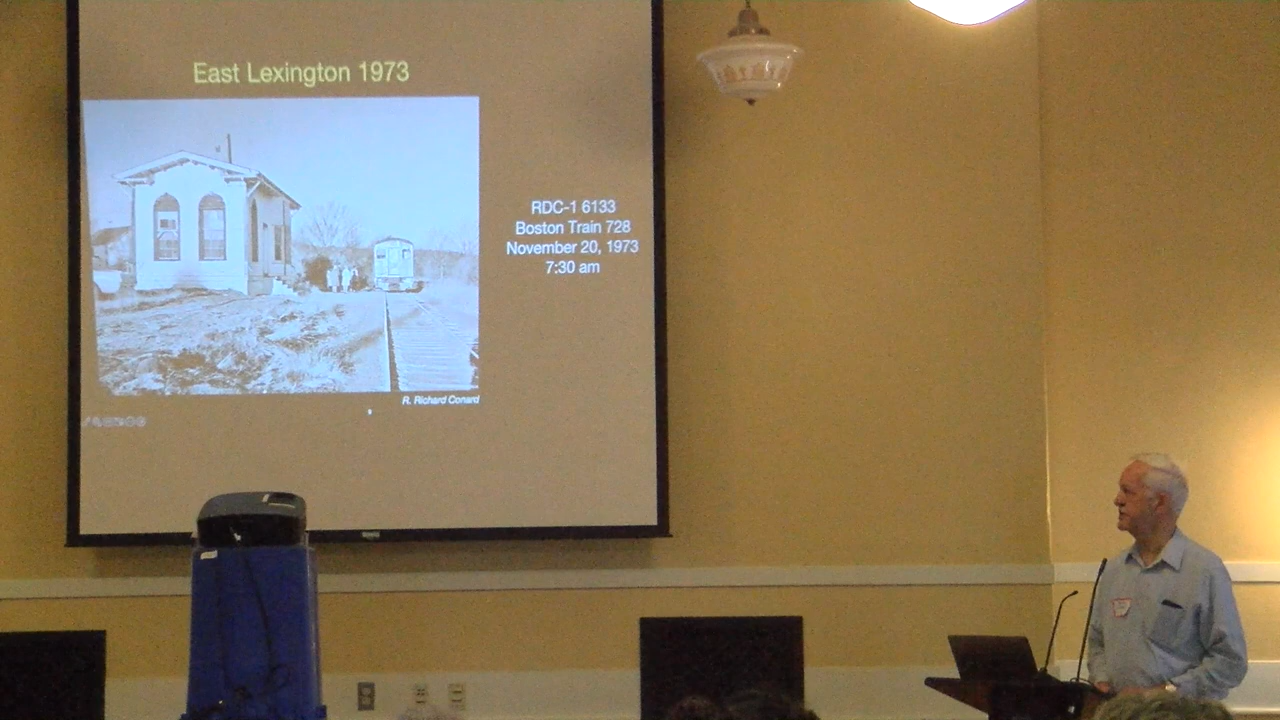 East Lexington 1973
RDC-1 6133
Boston Train 728
November 20, 1973
7:30 am
R. Richard Conard